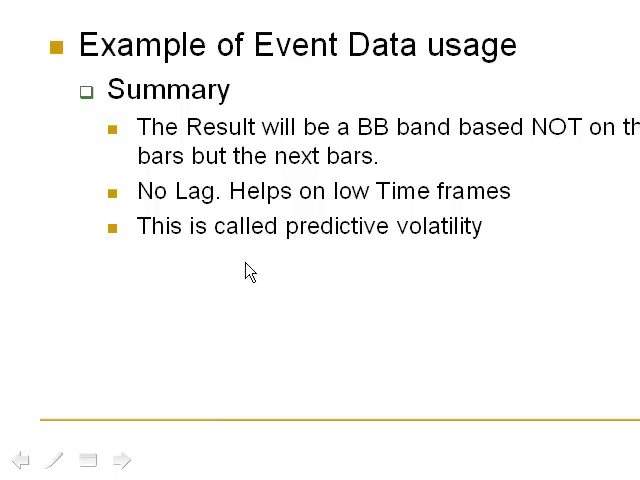 Example of Event Data usage
Summary
The Result will be a BB band based NOT on
bars but the next bars.
No Lag. Helps on low Time frames
This is called predictive volatility